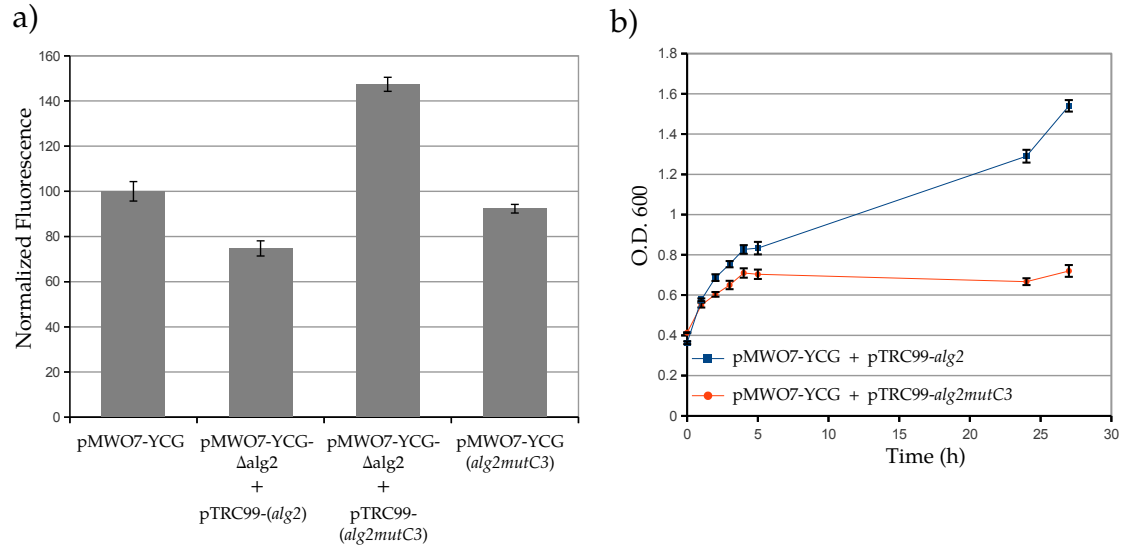 a)
Normalized Fluorescence
160
140
120
100
80
60
40
20
0
pMWO7-YCG
pMWO7-YCG-
Δalg2
+
pTRC99-(alg2)
pMWO7-YCG-
Δalg2
+
pTRC99-
(alg2mutC3)
pMWO7-YCG
(alg2mutC3)
b)
O.D. 600
1.8
1.6
1.4
1.2
1
0.8
0.6
0.4
0.2
0
pMWO7-YCG + pTRC99-alg2
pMWO7-YCG + pTRC99-alg2mutC3
0 5 10 15 20 25 30
Time (h)